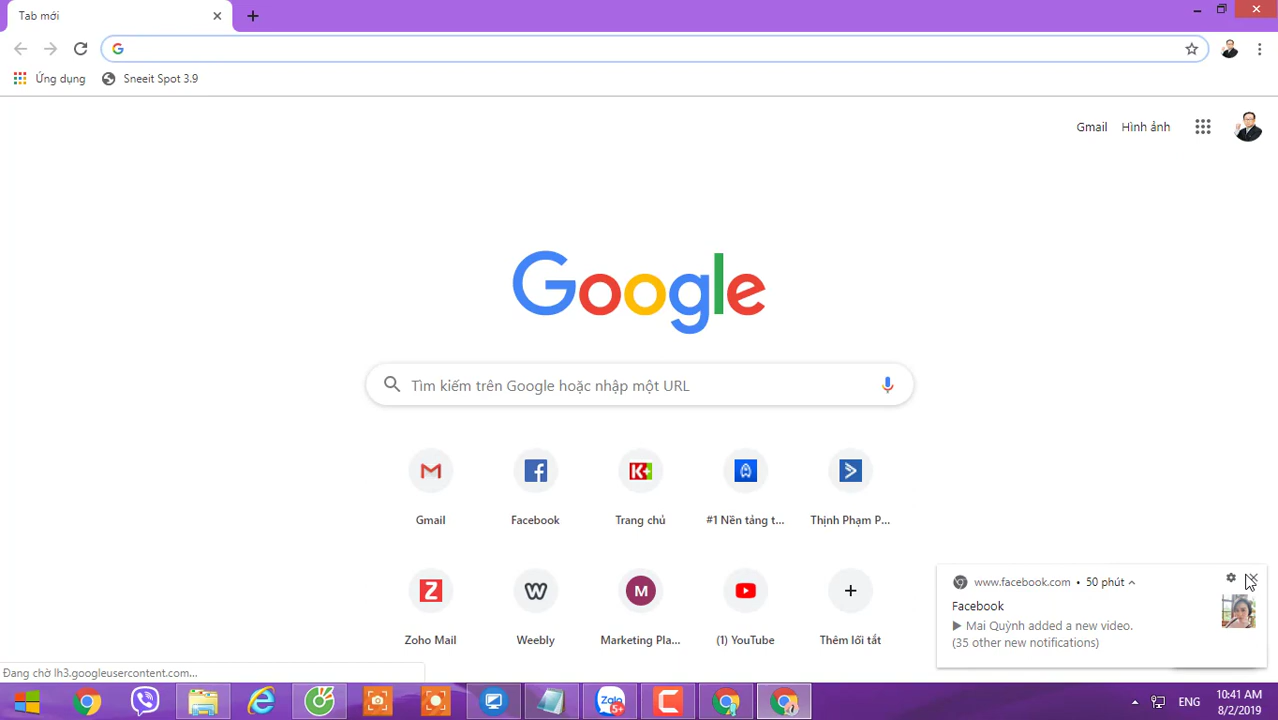 Tab mới
Ứng dụng
Sneeit Spot 3.9
Gmail
Hình ảnh
Google
Tìm kiếm trên Google hoặc nhập một URL
Gmail
Facebook
Trang chủ
#1 Nền tảng t...
Thịnh Phạm P...
Zoho Mail
Weebly
Marketing Pla...
(1) YouTube
Thêm lối tắt
www.facebook.com • 50 phút
Facebook
Mai Quỳnh added a new video.
(35 other new notifications)
Đang chờ lh3.googleusercontent.com...
Zalo
5+
ENG
10:41 AM
8/2/2019